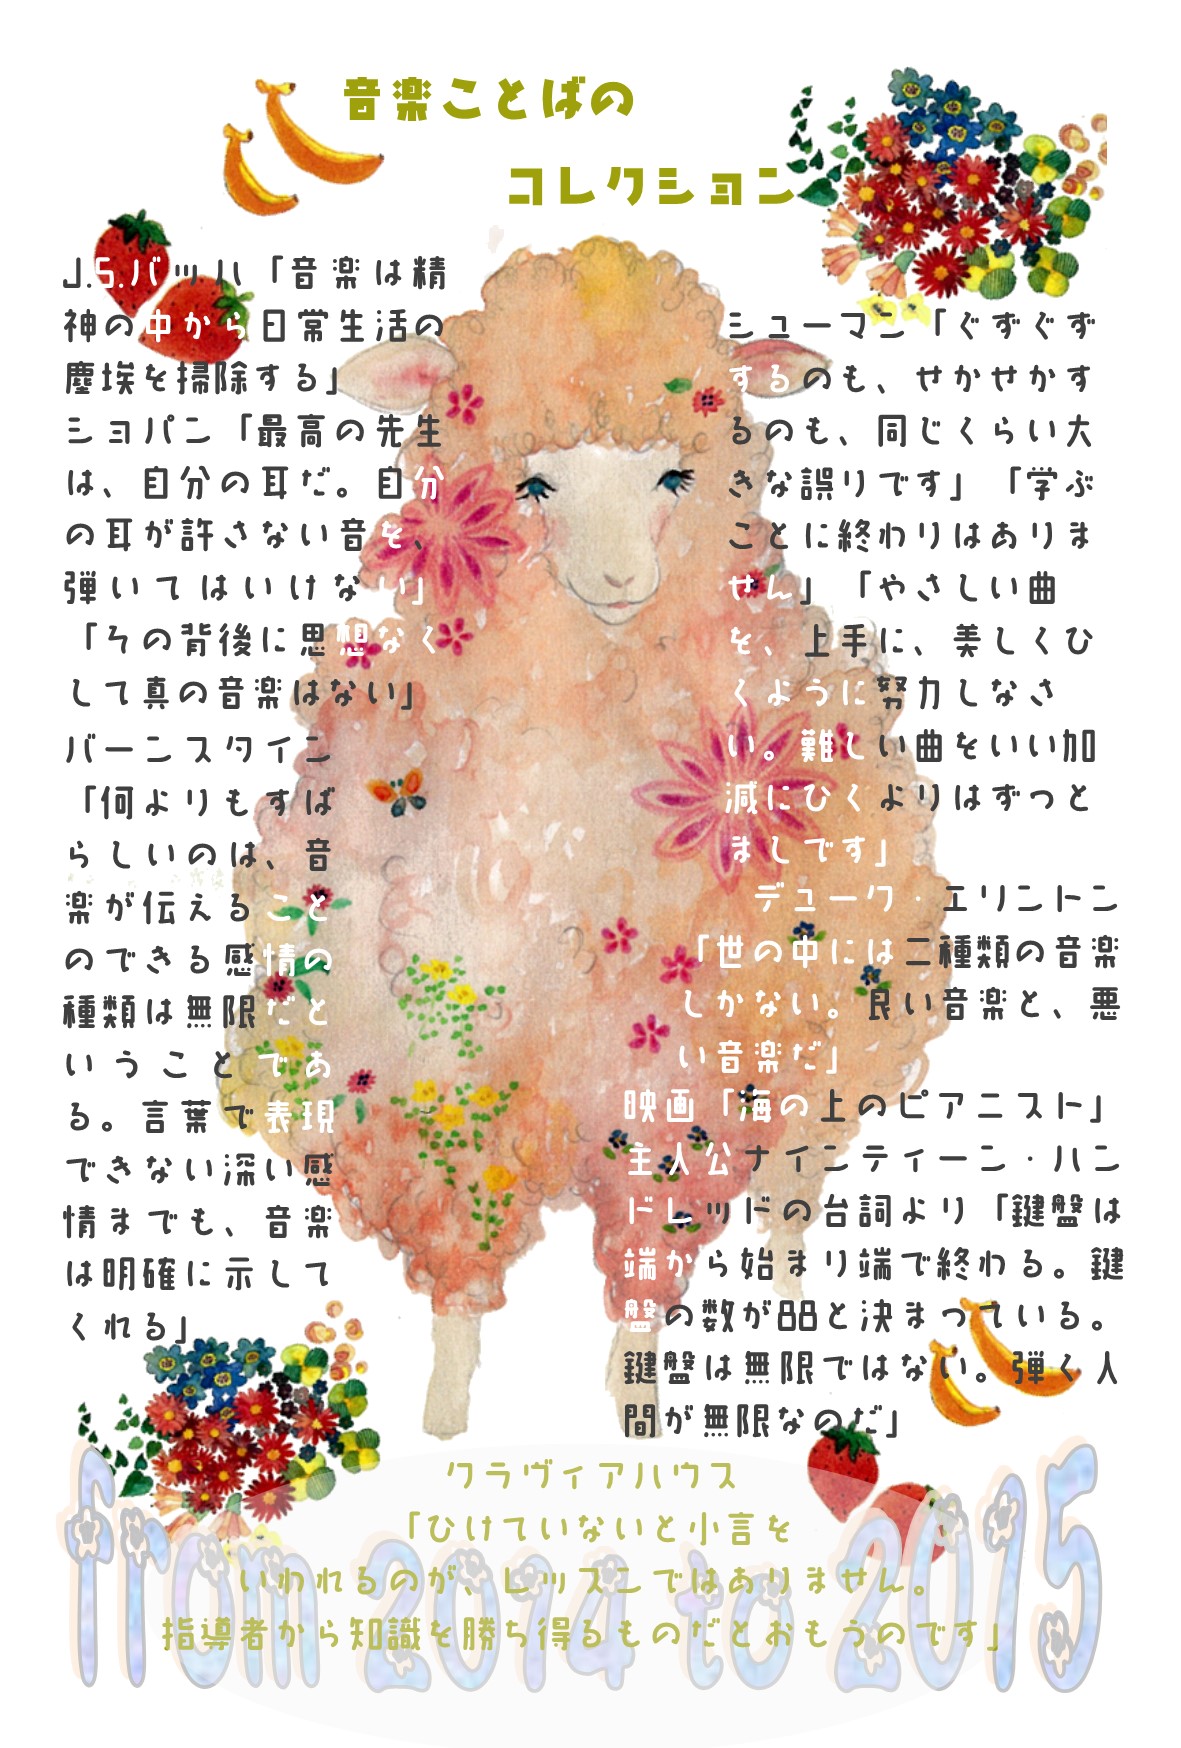 音楽ことばの
コレクション
J.S.バッハ「音楽は精
神の中から日常生活の
塵埃を掃除する」
ショパン「最高の先生
は、自分の耳だ。自分
の耳が許さない音を、
弾いてはいけない」
「その背後に思想なく
して真の音楽はない」
バーンスタイン
「何よりもすば
らしいのは、音
楽が伝えること
のできる感情の
種類は無限だと
いうことであ
る。言葉で表現
できない深い感
情までも、音楽
は明確に示して
くれる」
シューマン「ぐずぐず
するのも、せかせかす
るのも、同じくらい大
きな誤りです」「学ぶ
ことに終わりはありま
せん」「やさしい曲
を、上手に、美しくひ
くように努力しなさ
い。難しい曲をいい加
減にひくよりはずっと
ましです」
デューク・エリントン
「世の中には二種類の音楽
しかない。良い音楽と、悪
い音楽だ」
映画「海の上のピアニスト」
主人公ナインティーン・ハン
ドレッドの台詞より「鍵盤は
端から始まり端で終わる。鍵
盤の数が88と決まっている。
鍵盤は無限ではない。弾く人
間が無限なのだ」
クラヴィアハウス
「ひけていないと小言を
いわれるのが、レッスンではありません。
指導者から知識を勝ち得るものだとおもうのです」
from 2014 to 2015